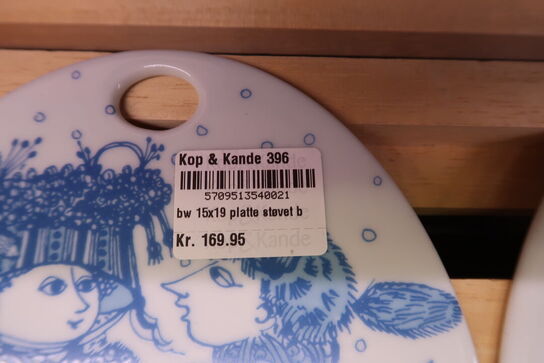 Kop & Kande 396
5709513540021
bw 15x19 platte støvet b
Kr. 169.95